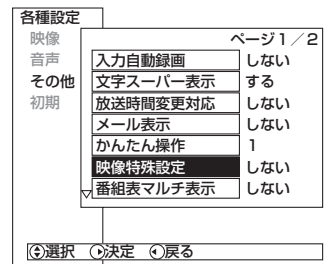 各種設定
映像
音声
その他
初期
ページ1／2
入力自動録画 しない
文字スーパー表示 する
放送時間変更対応 しない
メール表示 しない
かんたん操作 1
映像特殊設定 しない
番組表マルチ表示 しない
選択 決定 戻る